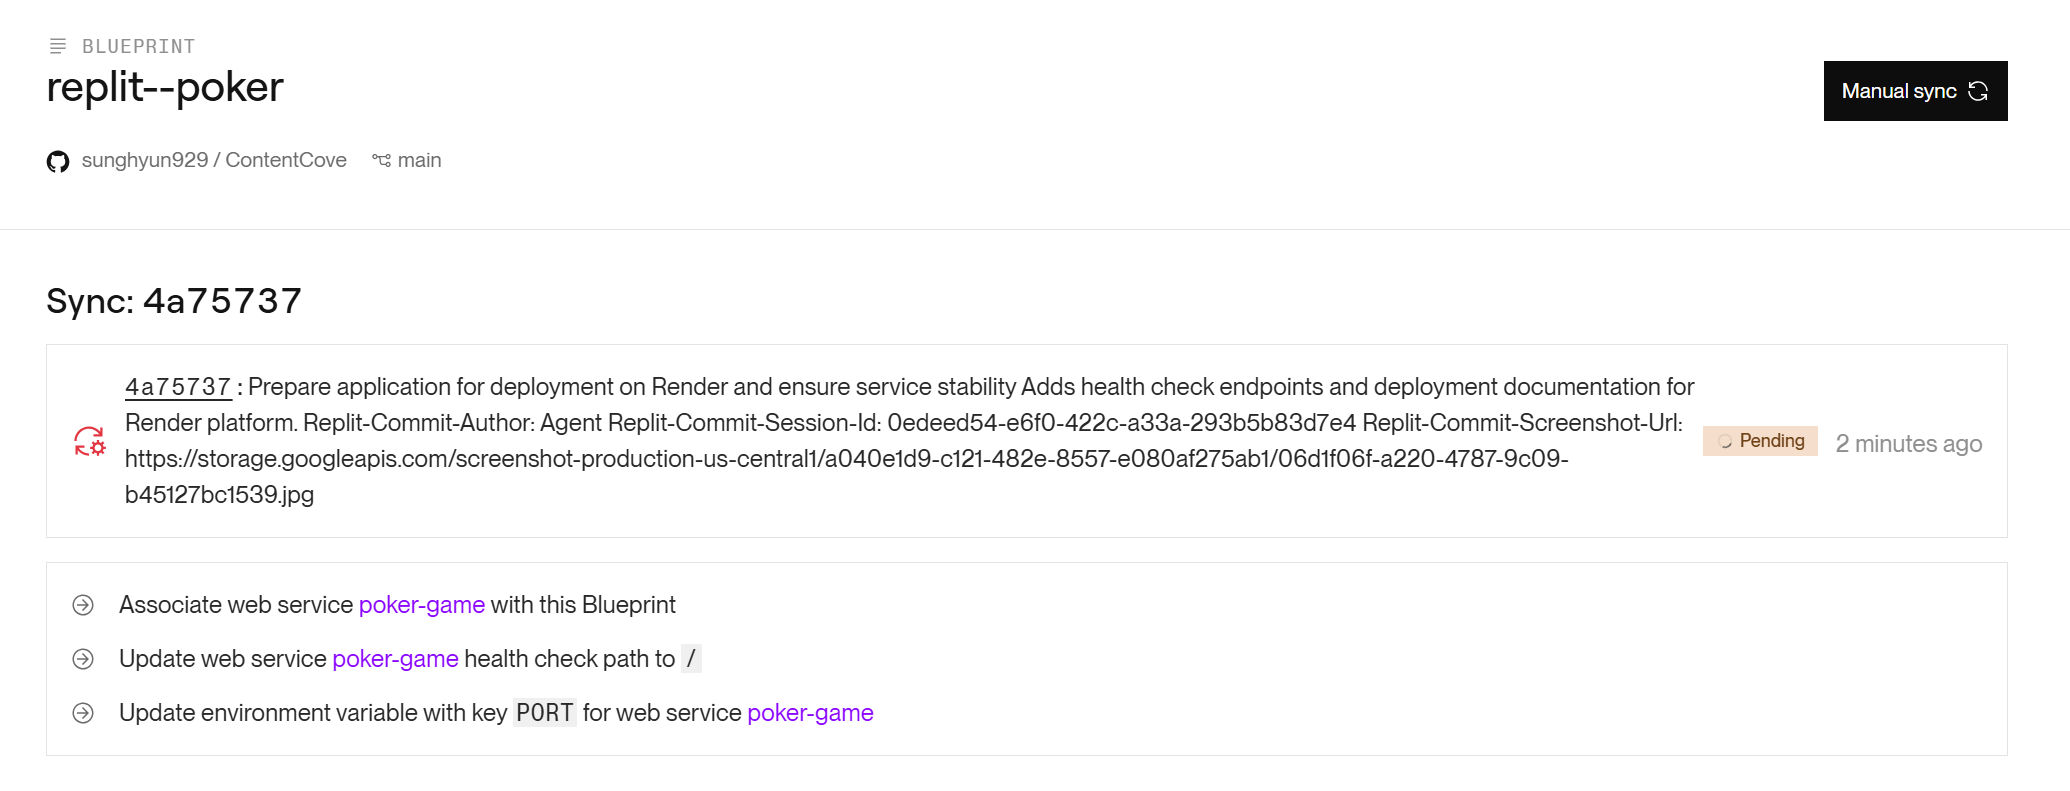 BLUEPRINT
replit--poker
Manual sync
sunghyun929 / ContentCove main
Sync: 4a75737
4a75737 : Prepare application for deployment on Render and ensure service stability Adds health check endpoints and deployment documentation for
Render platform. Replit-Commit-Author: Agent Replit-Commit-Session-Id: 0edeed54-e6f0-422c-a33a-293b5b83d7e4 Replit-Commit-Screenshot-Url:
https://storage.googleapis.com/screenshot-production-us-central1/a040e1d9-c121-482e-8557-e080af275ab1/06d1f06f-a220-4787-9c09-
b45127bc1539.jpg
Pending 2 minutes ago
Associate web service poker-game with this Blueprint
Update web service poker-game health check path to /
Update environment variable with key PORT for web service poker-game